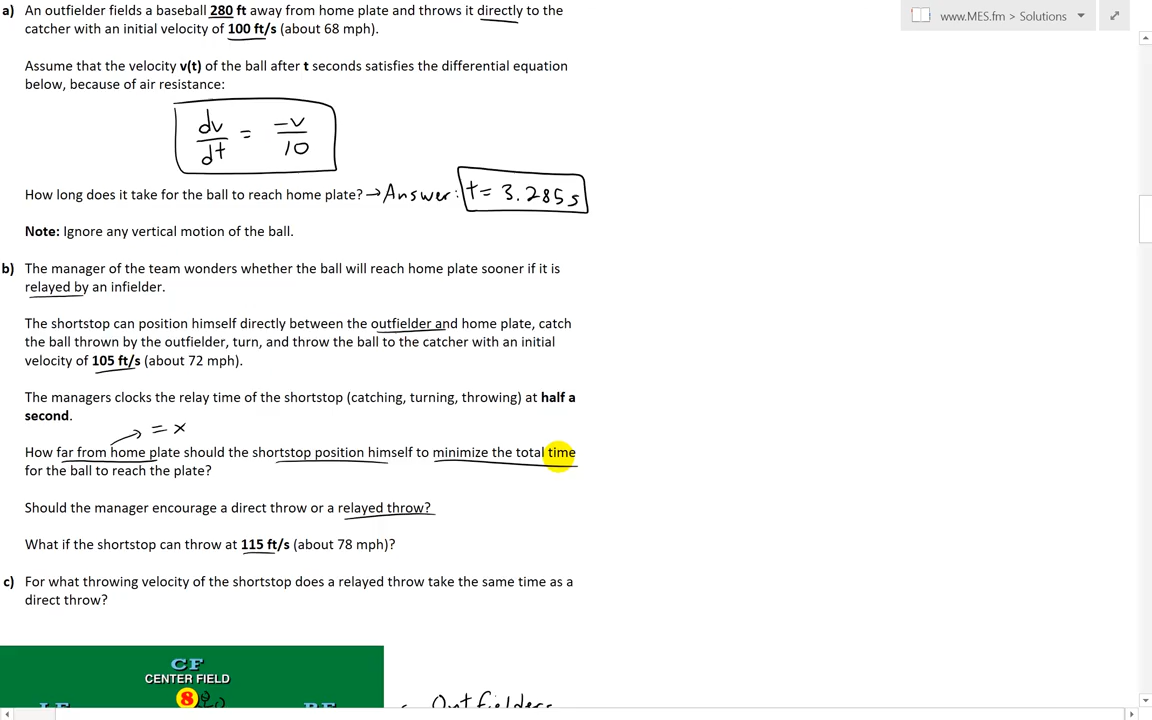 a) An outfielder fields a baseball 280 ft away from home plate and throws it directly to the
catcher with an initial velocity of 100 ft/s (about 68 mph).
www.MES.fm > Solutions
Assume that the velocity v(t) of the ball after t seconds satisfies the differential equation
below, because of air resistance:
dv/dt = -v/10
How long does it take for the ball to reach home plate? → Answer: t = 3.285 s
Note: Ignore any vertical motion of the ball.
b) The manager of the team wonders whether the ball will reach home plate sooner if it is
relayed by an infielder.
The shortstop can position himself directly between the outfielder and home plate, catch
the ball thrown by the outfielder, turn, and throw the ball to the catcher with an initial
velocity of 105 ft/s (about 72 mph).
The managers clocks the relay time of the shortstop (catching, turning, throwing) at half a
second.
= x
How far from home plate should the shortstop position himself to minimize the total time
for the ball to reach the plate?
Should the manager encourage a direct throw or a relayed throw?
What if the shortstop can throw at 115 ft/s (about 78 mph)?
c) For what throwing velocity of the shortstop does a relayed throw take the same time as a
direct throw?
CF
CENTER FIELD
8
Outfielders